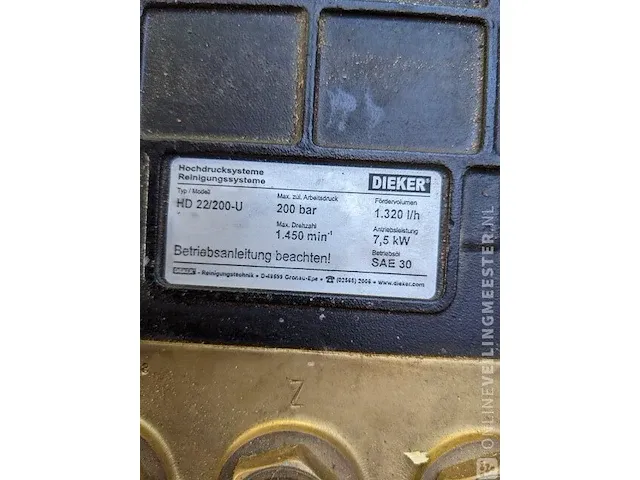 Hochdrucksysteme
Reinigungssysteme
DIEKER
Typ / Modell
Max. zul. Arbeitsdruck
Fördervolumen
HD 22/200-U
200 bar
1.320 l/h
Max. Drehzahl
Antriebsleistung
1.450 min⁻¹
7,5 kW
Betriebsanleitung beachten!
Betriebsöl
SAE 30
DIEKER - Reinigungstechnik • D-48599 Gronau-Epe • ☎ (02565) 2006 • www.dieker.com
Z
ONLINEVEILINGMEESTER.NL